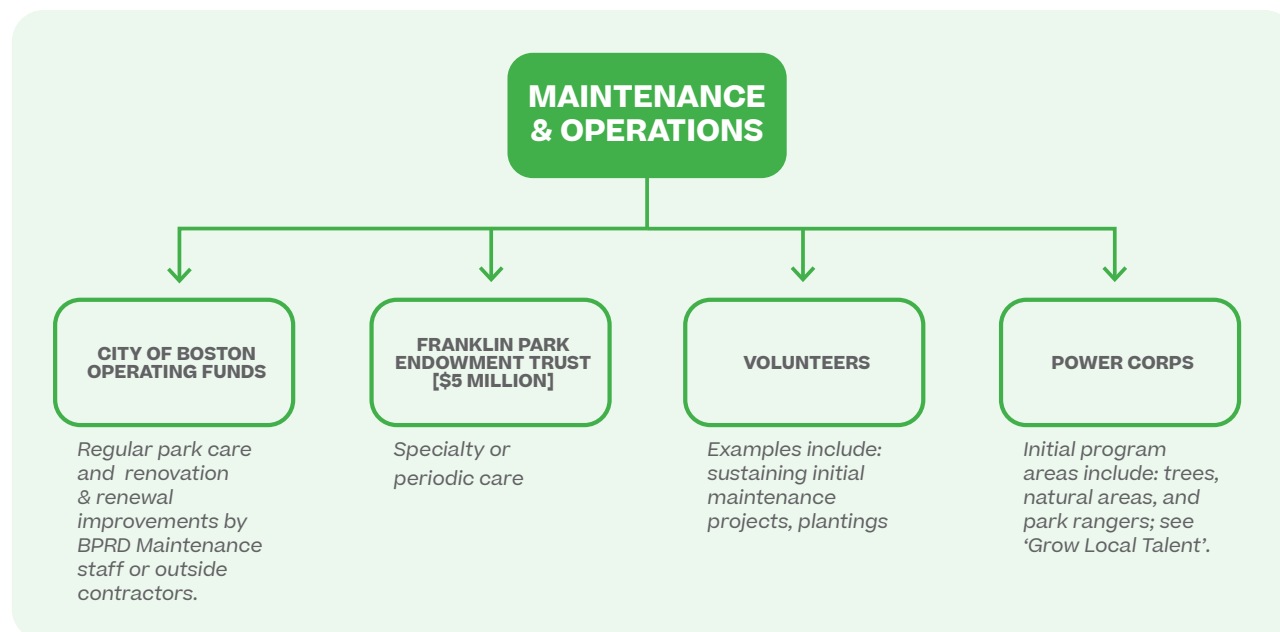 MAINTENANCE
& OPERATIONS
CITY OF BOSTON
OPERATING FUNDS
Regular park care
and renovation
& renewal
improvements by
BPRD Maintenance
staff or outside
contractors.
FRANKLIN PARK
ENDOWMENT TRUST
[$5 MILLION]
Specialty or
periodic care
VOLUNTEERS
Examples include:
sustaining initial
maintenance
projects, plantings
POWER CORPS
Initial program
areas include: trees,
natural areas, and
park rangers; see
‘Grow Local Talent’.